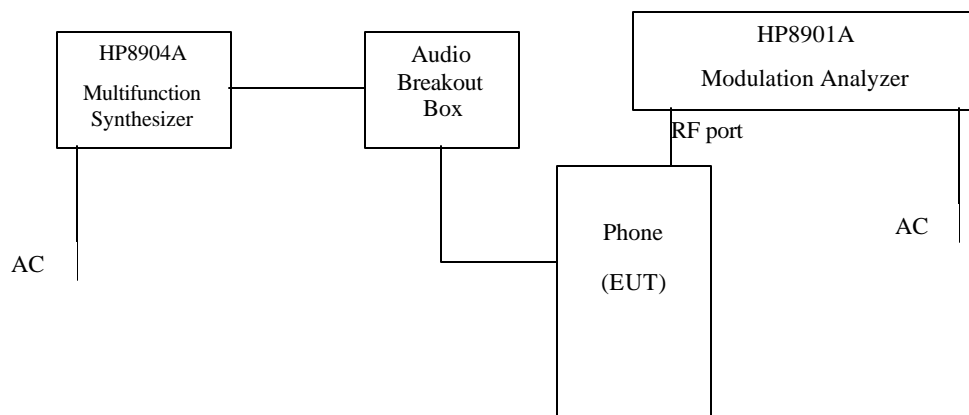 HP8904A
Multifunction
Synthesizer
Audio
Breakout
Box
HP8901A
Modulation Analyzer
RF port
AC
AC
Phone
(EUT)